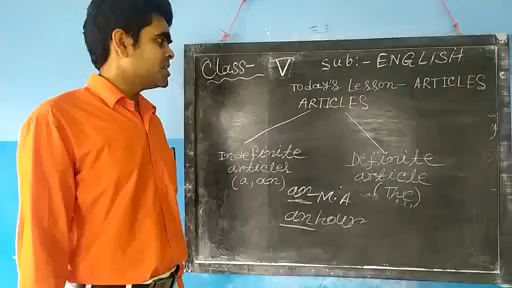 Class- V Sub:- ENGLISH
Today's Lesson- ARTICLES
ARTICLES
Indefinite
articles
(a, an)
Definite
article
(The)
an M.A
an hour